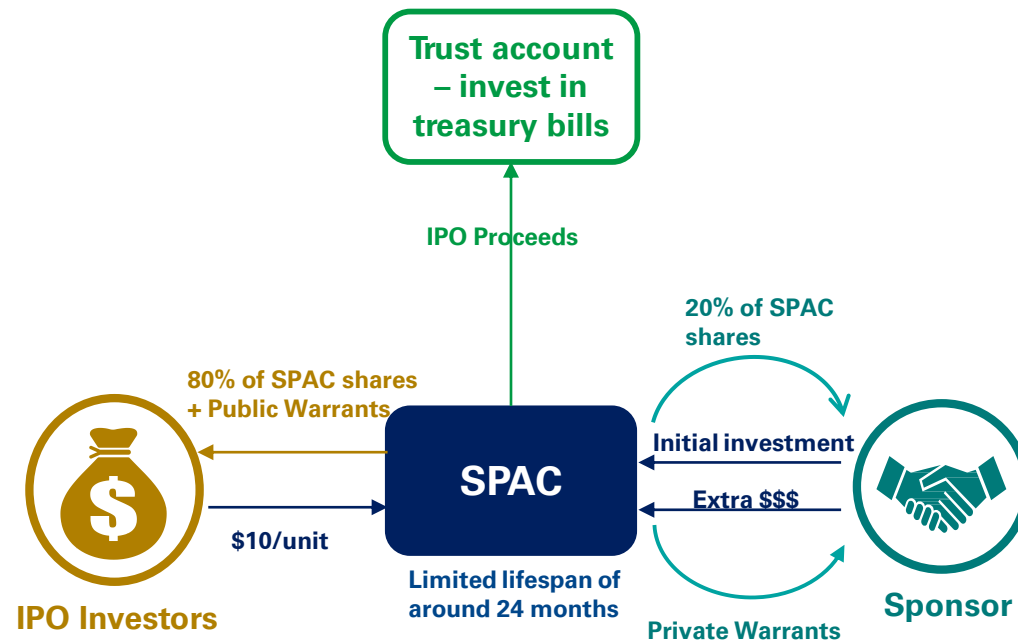 Trust account
– invest in
treasury bills
IPO Proceeds
20% of SPAC
shares
80% of SPAC shares
+ Public Warrants
Initial investment
SPAC
$
Extra $$$
$10/unit
Limited lifespan of
around 24 months
IPO Investors
Sponsor
Private Warrants